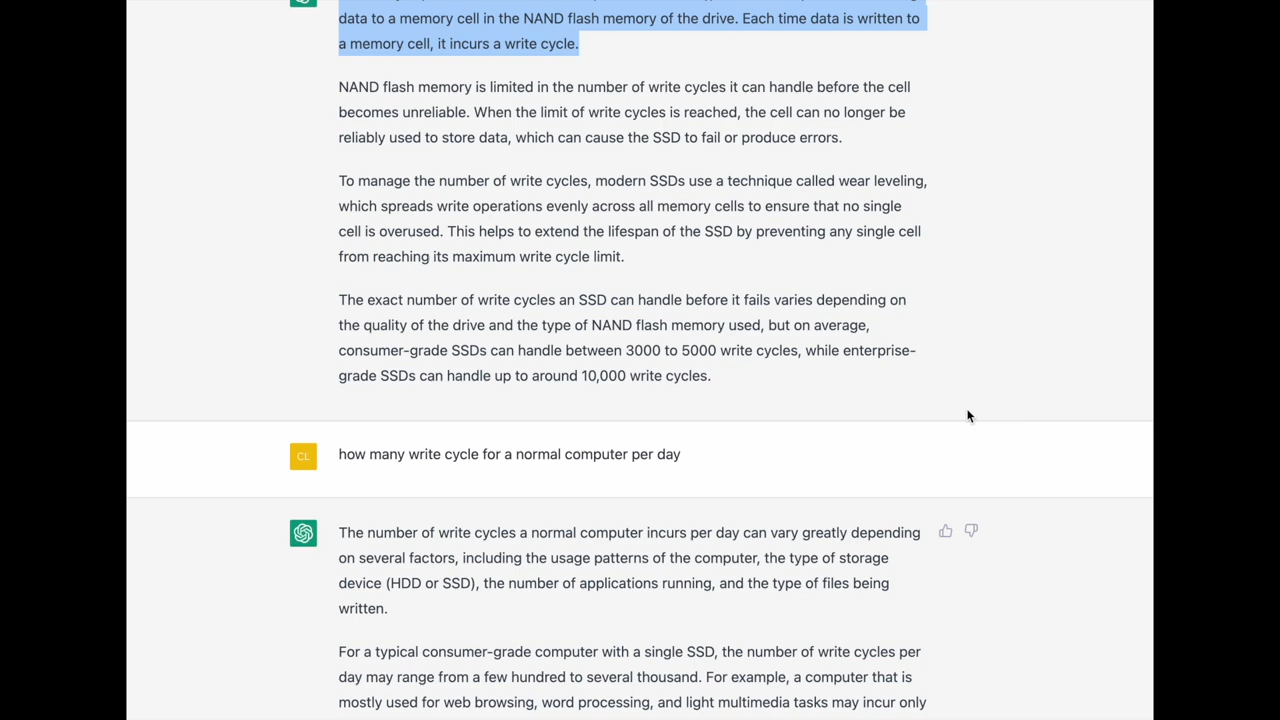 data to a memory cell in the NAND flash memory of the drive. Each time data is written to
a memory cell, it incurs a write cycle.
NAND flash memory is limited in the number of write cycles it can handle before the cell
becomes unreliable. When the limit of write cycles is reached, the cell can no longer be
reliably used to store data, which can cause the SSD to fail or produce errors.
To manage the number of write cycles, modern SSDs use a technique called wear leveling,
which spreads write operations evenly across all memory cells to ensure that no single
cell is overused. This helps to extend the lifespan of the SSD by preventing any single cell
from reaching its maximum write cycle limit.
The exact number of write cycles an SSD can handle before it fails varies depending on
the quality of the drive and the type of NAND flash memory used, but on average,
consumer-grade SSDs can handle between 3000 to 5000 write cycles, while enterprise-
grade SSDs can handle up to around 10,000 write cycles.
CL
how many write cycle for a normal computer per day
The number of write cycles a normal computer incurs per day can vary greatly depending
on several factors, including the usage patterns of the computer, the type of storage
device (HDD or SSD), the number of applications running, and the type of files being
written.
For a typical consumer-grade computer with a single SSD, the number of write cycles per
day may range from a few hundred to several thousand. For example, a computer that is
mostly used for web browsing, word processing, and light multimedia tasks may incur only